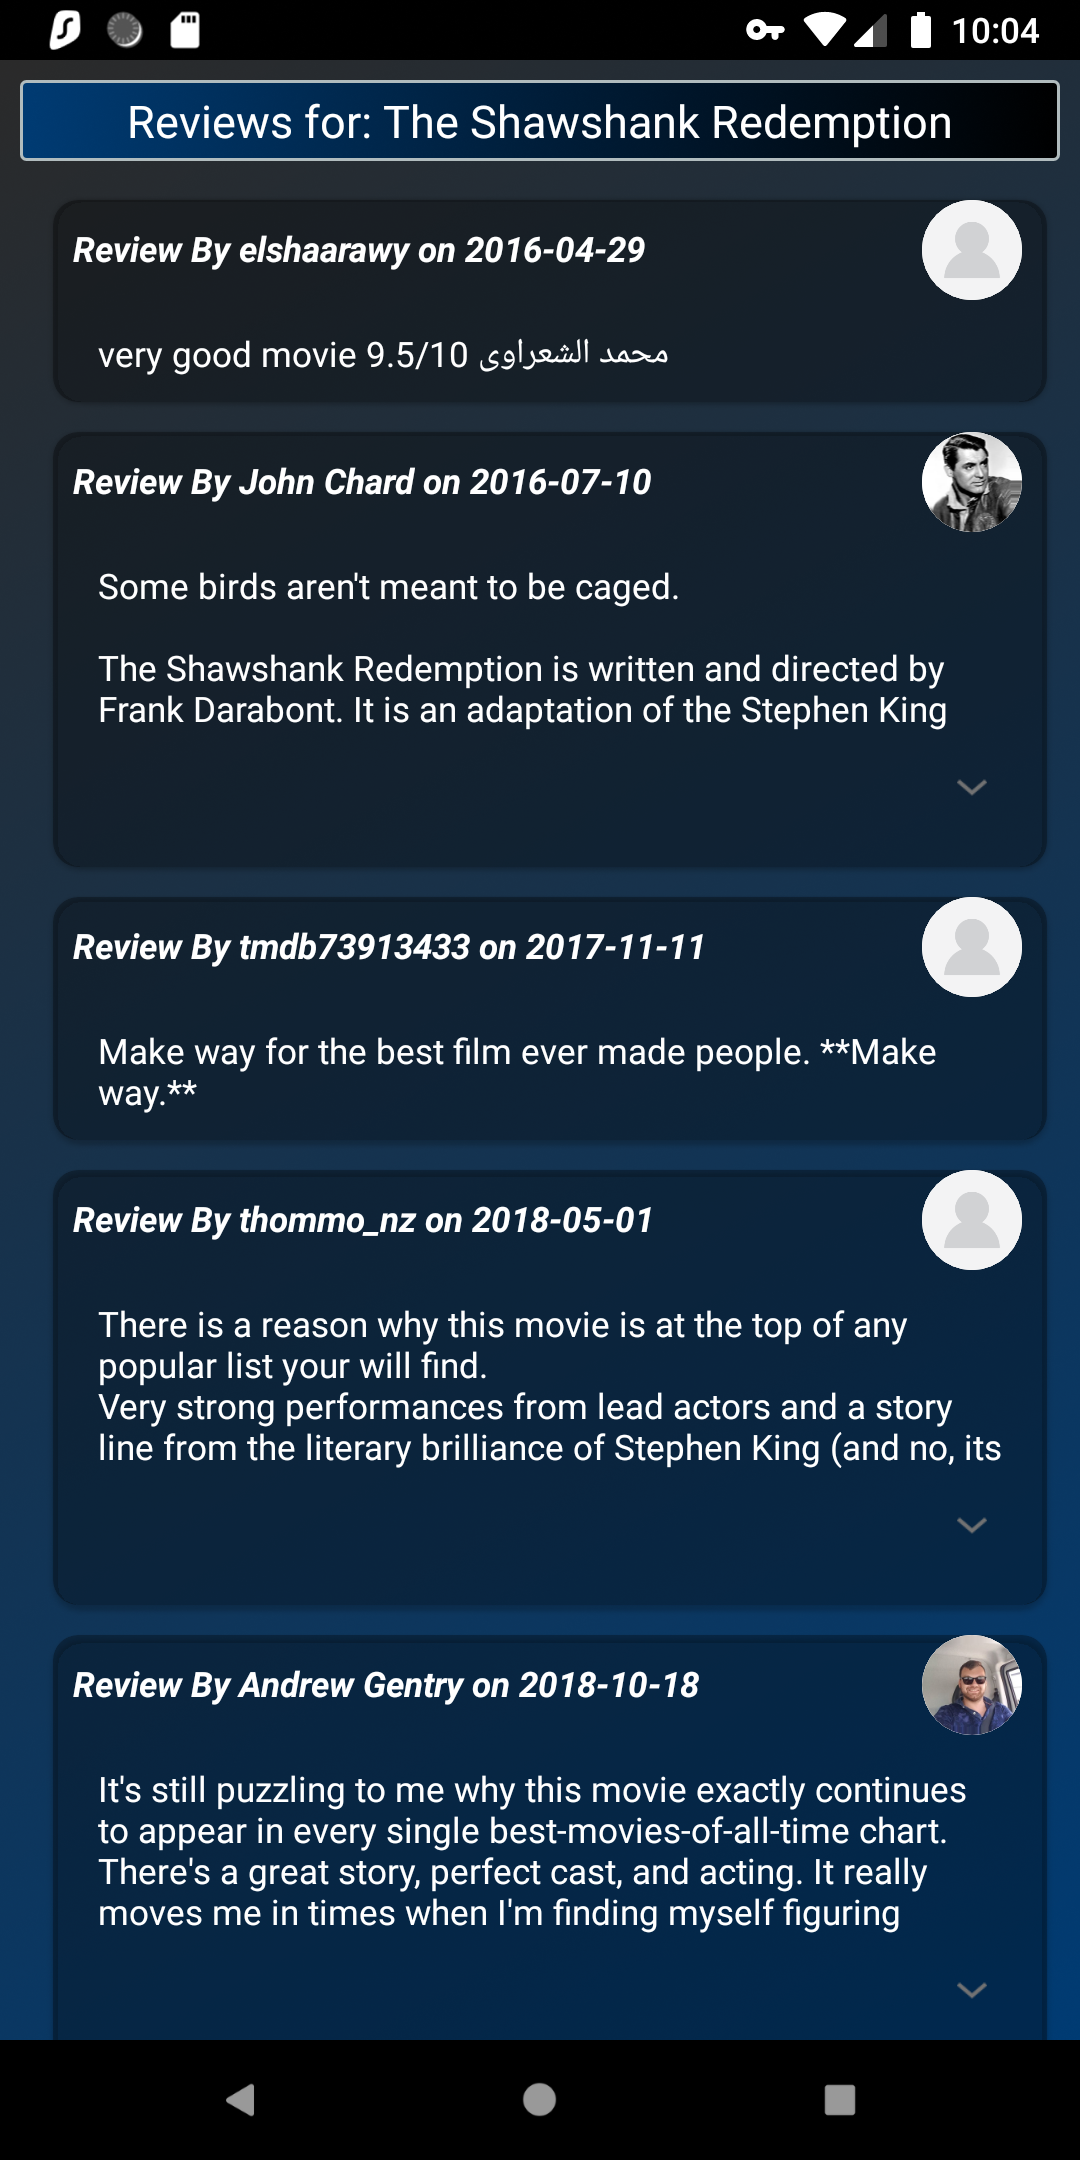 10:04
Reviews for: The Shawshank Redemption
Review By elshaarawy on 2016-04-29
very good movie 9.5/10 محمد الشعراوى
Review By John Chard on 2016-07-10
Some birds aren't meant to be caged.
The Shawshank Redemption is written and directed by
Frank Darabont. It is an adaptation of the Stephen King
Review By tmdb73913433 on 2017-11-11
Make way for the best film ever made people. **Make
way.**
Review By thommo_nz on 2018-05-01
There is a reason why this movie is at the top of any
popular list your will find.
Very strong performances from lead actors and a story
line from the literary brilliance of Stephen King (and no, its
Review By Andrew Gentry on 2018-10-18
It's still puzzling to me why this movie exactly continues
to appear in every single best-movies-of-all-time chart.
There's a great story, perfect cast, and acting. It really
moves me in times when I'm finding myself figuring